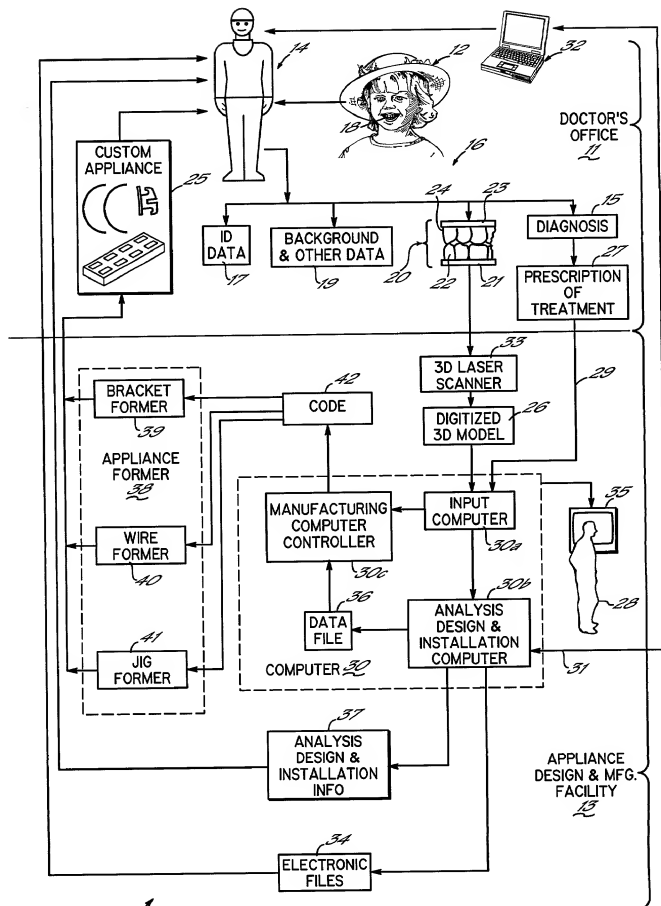 14
12
32
18
16
DOCTOR'S
OFFICE
11
CUSTOM
APPLIANCE
25
24
23
20
22
21
15
DIAGNOSIS
ID
DATA
17
BACKGROUND
& OTHER DATA
19
27
PRESCRIPTION
OF
TREATMENT
33
3D LASER
SCANNER
29
42
CODE
26
DIGITIZED
3D MODEL
BRACKET
FORMER
39
APPLIANCE
FORMER
38
MANUFACTURING
COMPUTER
CONTROLLER
30c
INPUT
COMPUTER
30a
35
WIRE
FORMER
40
30b
28
36
DATA
FILE
ANALYSIS
DESIGN &
INSTALLATION
COMPUTER
41
JIG
FORMER
COMPUTER 30
31
37
ANALYSIS
DESIGN &
INSTALLATION
INFO
APPLIANCE
DESIGN & MFG.
FACILITY
13
34
ELECTRONIC
FILES